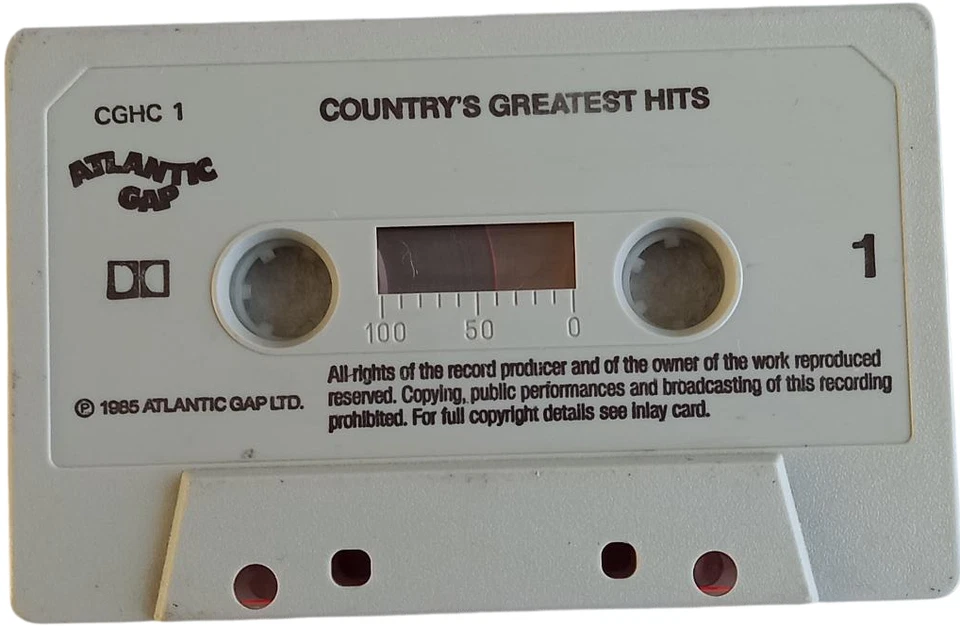 CGHC 1
COUNTRY'S GREATEST HITS
ATLANTIC
GAP
1
100 50 0
All rights of the record producer and of the owner of the work reproduced
reserved. Copying, public performances and broadcasting of this recording
prohibited. For full copyright details see inlay card.
℗ 1985 ATLANTIC GAP LTD.